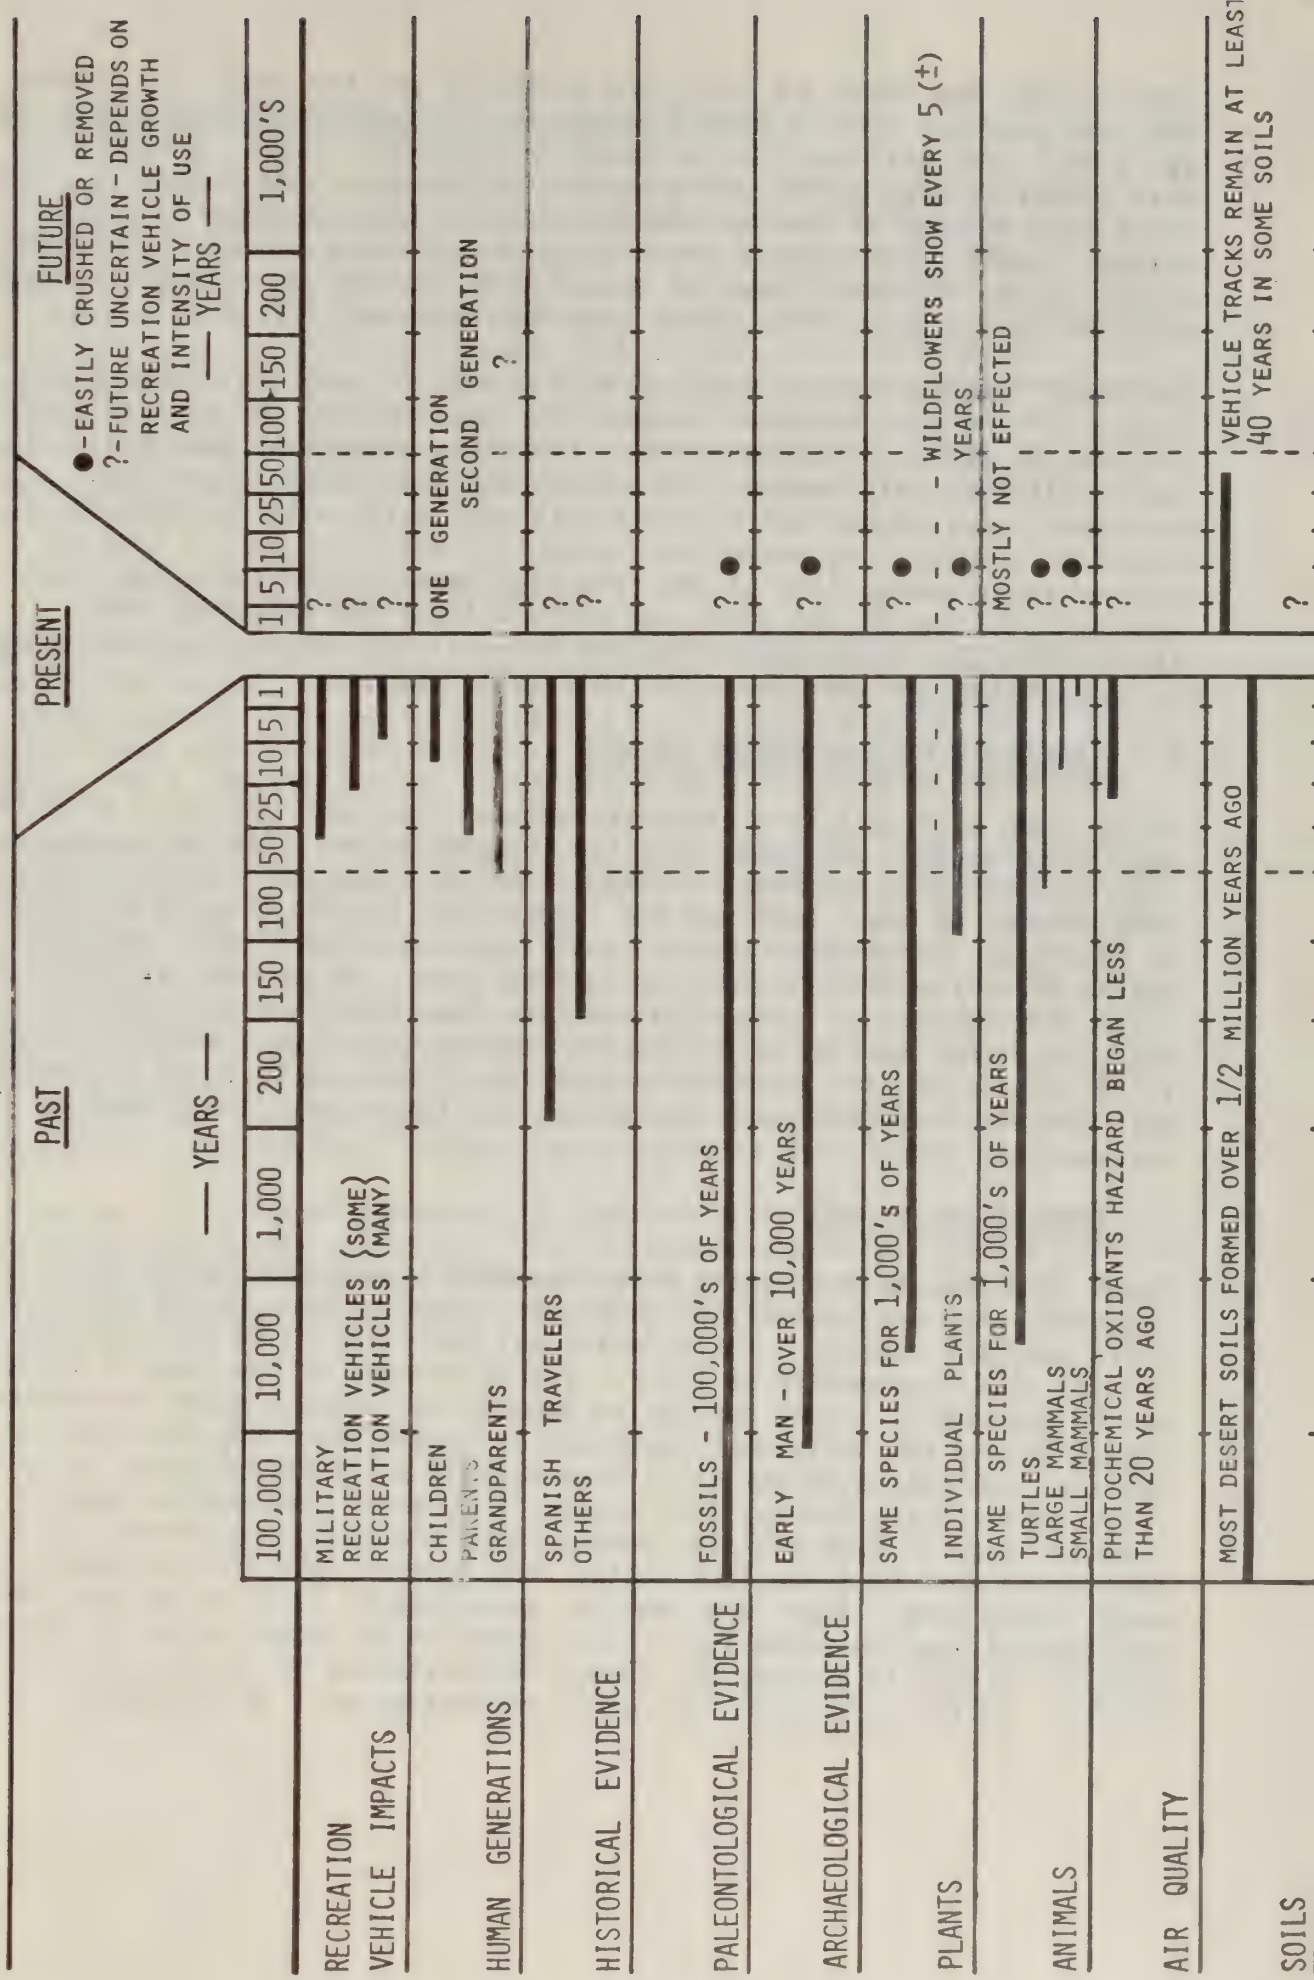 PAST
PRESENT
FUTURE
●-EASILY CRUSHED OR REMOVED
?-FUTURE UNCERTAIN-DEPENDS ON
RECREATION VEHICLE GROWTH
AND INTENSITY OF USE
— YEARS —
— YEARS —
100,000 10,000 1,000 200 150 100 50 25 10 5 1
1 5 10 25 50 100 150 200 1,000'S
RECREATION
VEHICLE IMPACTS
MILITARY ?
RECREATION VEHICLES (SOME) ?
RECREATION VEHICLES (MANY) ?
HUMAN GENERATIONS
CHILDREN
PARENTS
GRANDPARENTS
ONE GENERATION
SECOND GENERATION
?
HISTORICAL EVIDENCE
SPANISH TRAVELERS ?
OTHERS ?
PALEONTOLOGICAL EVIDENCE
FOSSILS - 100,000'S OF YEARS ?
ARCHAEOLOGICAL EVIDENCE
EARLY MAN - OVER 10,000 YEARS ?
PLANTS
SAME SPECIES FOR 1,000'S OF YEARS ?
WILDFLOWERS SHOW EVERY 5 (±)
YEARS
INDIVIDUAL PLANTS ?
ANIMALS
SAME SPECIES FOR 1,000'S OF YEARS
MOSTLY NOT EFFECTED
TURTLES
LARGE MAMMALS ?
SMALL MAMMALS ?
AIR QUALITY
PHOTOCHEMICAL OXIDANTS HAZZARD BEGAN LESS ?
THAN 20 YEARS AGO
SOILS
MOST DESERT SOILS FORMED OVER 1/2 MILLION YEARS AGO
VEHICLE TRACKS REMAIN AT LEAST
40 YEARS IN SOME SOILS
?